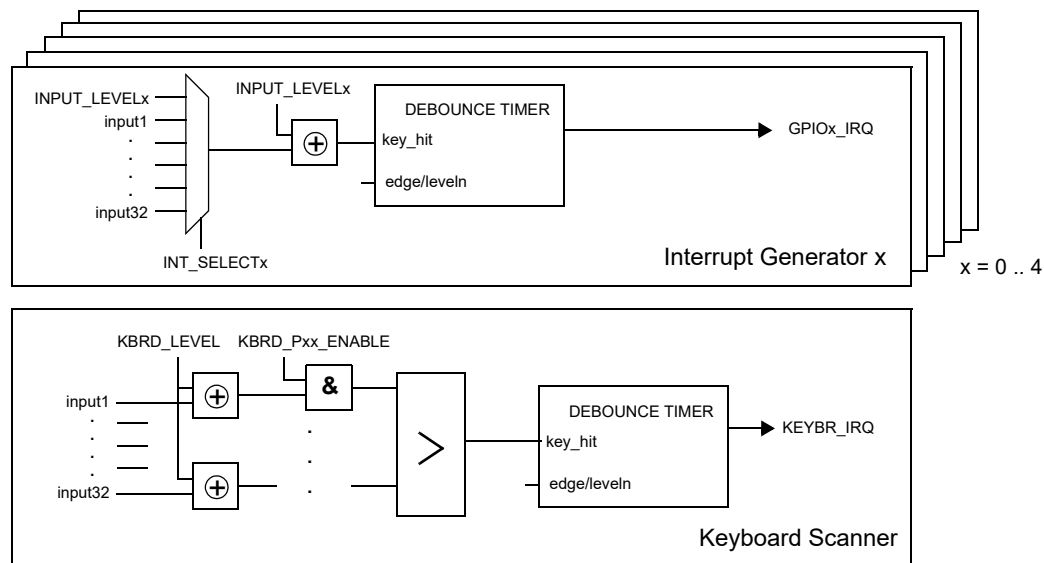 INPUT_LEVELx
input1
.
.
.
.
input32
INT_SELECTx
INPUT_LEVELx
DEBOUNCE TIMER
key_hit
edge/leveln
GPIOx_IRQ
Interrupt Generator x
x = 0 .. 4
KBRD_LEVEL
KBRD_Pxx_ENABLE
&
input1
.
.
.
.
input32
.
.
.
>
DEBOUNCE TIMER
key_hit
edge/leveln
KEYBR_IRQ
Keyboard Scanner